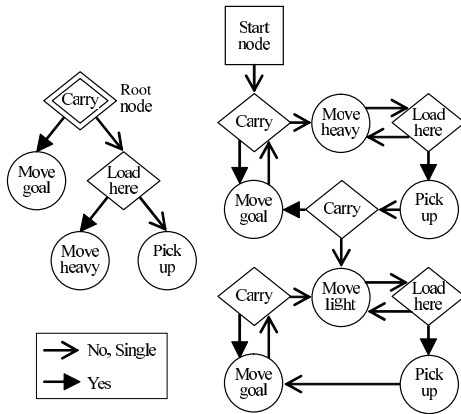 Start
node
Carry
Root
node
Move
goal
Load
here
Move
heavy
Pick
up
No, Single
Yes
Carry
Move
heavy
Load
here
Move
goal
Carry
Pick
up
Carry
Move
light
Load
here
Move
goal
Pick
up